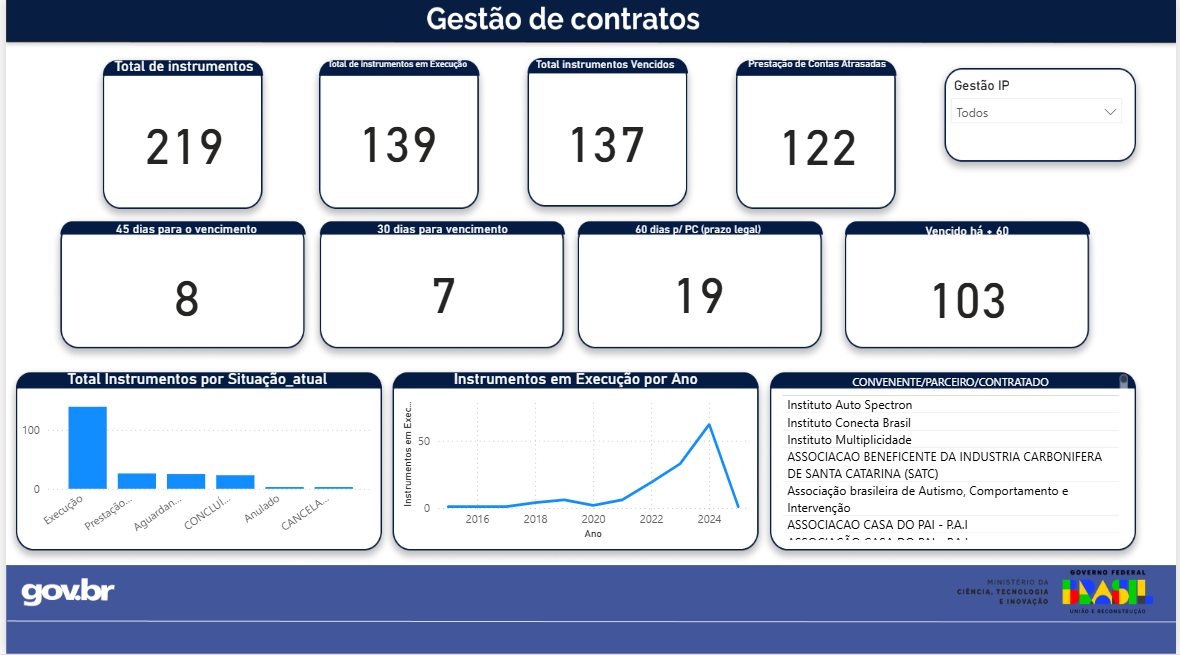 Gestão de contratos
Total de instrumentos
219
Total de instrumentos em Execução
139
Total instrumentos Vencidos
137
Prestação de Contas Atrasadas
122
Gestão IP
Todos
45 dias para o vencimento
8
30 dias para vencimento
7
60 dias p/ PC (prazo legal)
19
Vencido há + 60
103
Total Instrumentos por Situação_atual
100
0
Execução
Prestação...
Aguardan...
CONCLUÍ...
Anulado
CANCELA...
Instrumentos em Execução por Ano
Instrumentos em Exec...
50
0
2016
2018
2020
2022
2024
Ano
CONVENENTE/PARCEIRO/CONTRATADO
Instituto Auto Spectron
Instituto Conecta Brasil
Instituto Multiplicidade
ASSOCIACAO BENEFICENTE DA INDUSTRIA CARBONIFERA
DE SANTA CATARINA (SATC)
Associação brasileira de Autismo, Comportamento e
Intervenção
ASSOCIACAO CASA DO PAI - P.A.I
ASSOCIAÇÃO CASA DO PAI - P.A.I
gov.br
MINISTÉRIO DA
CIÊNCIA, TECNOLOGIA
E INOVAÇÃO
GOVERNO FEDERAL
BRASIL
UNIÃO E RECONSTRUÇÃO